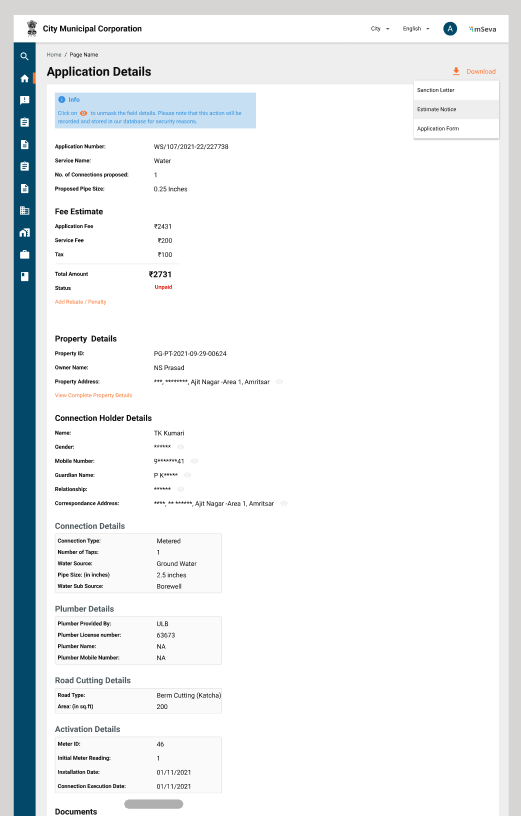 City Municipal Corporation
City
English
A
mSeva
Home / Page Name
Application Details
Download
Sanction Letter
Estimate Notice
Application Form
Info
Click on to unmask the field details. Please note that this action will be
recorded and stored in our database for security reasons.
Application Number: WS/107/2021-22/227738
Service Name: Water
No. of Connections proposed: 1
Proposed Pipe Size: 0.25 Inches
Fee Estimate
Application Fee ₹2431
Service Fee ₹200
Tax ₹100
Total Amount ₹2731
Status Unpaid
Add Rebate / Penalty
Property Details
Property ID: PG-PT-2021-09-29-00624
Owner Name: NS Prasad
Property Address: ***, ********, Ajit Nagar -Area 1, Amritsar
View Complete Property Details
Connection Holder Details
Name: TK Kumari
Gender: ******
Mobile Number: 9*******41
Guardian Name: P K*****
Relationship: ******
Correspondance Address: ****, ** ******, Ajit Nagar -Area 1, Amritsar
Connection Details
Connection Type: Metered
Number of Taps: 1
Water Source: Ground Water
Pipe Size: (in inches) 2.5 inches
Water Sub Source: Borewell
Plumber Details
Plumber Provided By: ULB
Plumber License number: 63673
Plumber Name: NA
Plumber Mobile Number: NA
Road Cutting Details
Road Type: Berm Cutting (Katcha)
Area: (in sq.ft) 200
Activation Details
Meter ID: 46
Initial Meter Reading: 1
Installation Date: 01/11/2021
Connection Execution Date: 01/11/2021
Documents